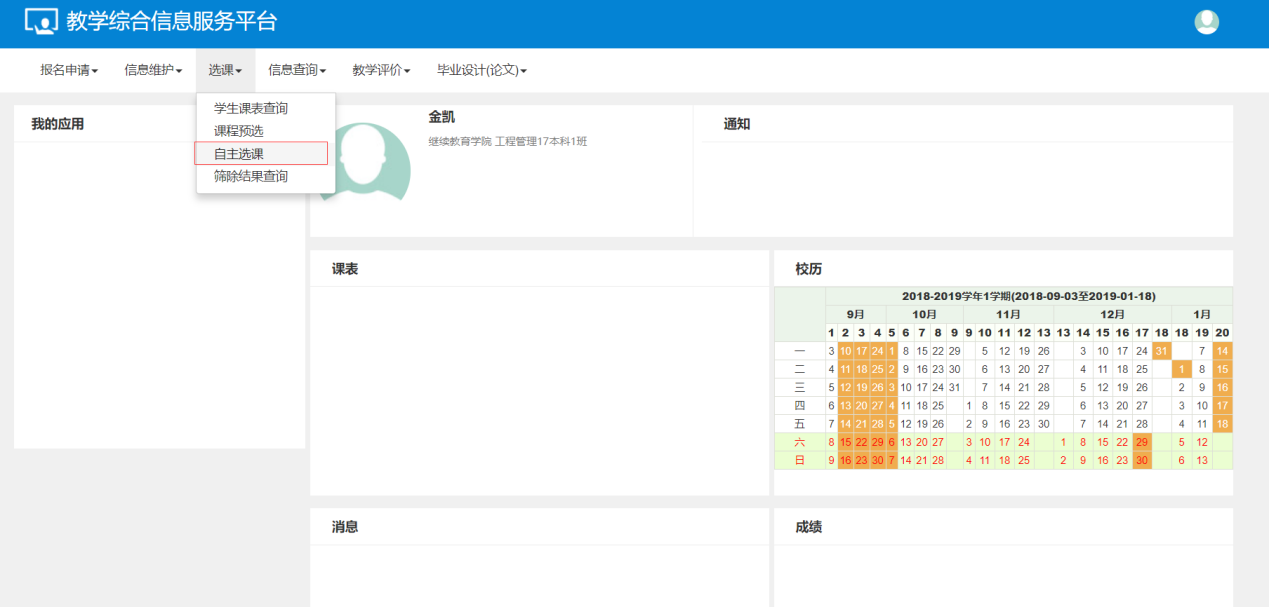 教学综合信息服务平台
报名申请 信息维护 选课 信息查询 教学评价 毕业设计(论文)
学生课表查询
课程预选
自主选课
筛除结果查询
我的应用
金凯
继续教育学院 工程管理17本科1班
通知
课表
校历
2018-2019学年1学期(2018-09-03至2019-01-18)
9月 10月 11月 12月 1月
1 2 3 4 5 6 7 8 9 9 10 11 12 13 13 14 15 16 17 18 18 19 20
一 3 10 17 24 1 8 15 22 29 5 12 19 26 3 10 17 24 31 7 14
二 4 11 18 25 2 9 16 23 30 6 13 20 27 4 11 18 25 1 8 15
三 5 12 19 26 3 10 17 24 31 7 14 21 28 5 12 19 26 2 9 16
四 6 13 20 27 4 11 18 25 1 8 15 22 29 6 13 20 27 3 10 17
五 7 14 21 28 5 12 19 26 2 9 16 23 30 7 14 21 28 4 11 18
六 8 15 22 29 6 13 20 27 3 10 17 24 1 8 15 22 29 5 12
日 9 16 23 30 7 14 21 28 4 11 18 25 2 9 16 23 30 6 13
消息
成绩